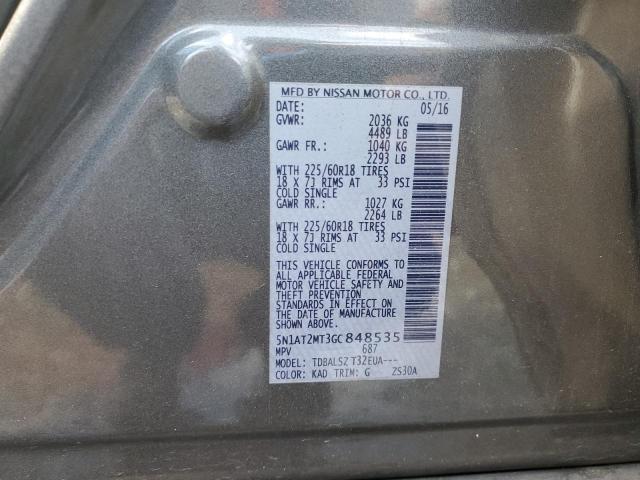 MFD BY NISSAN MOTOR CO., LTD.
DATE: 05/16
GVWR: 2036 KG
4489 LB
GAWR FR.: 1040 KG
2293 LB
WITH 225/60R18 TIRES
18 X 7J RIMS AT 33 PSI
COLD SINGLE
GAWR RR.: 1027 KG
2264 LB
WITH 225/60R18 TIRES
18 X 7J RIMS AT 33 PSI
COLD SINGLE
THIS VEHICLE CONFORMS TO
ALL APPLICABLE FEDERAL
MOTOR VEHICLE SAFETY AND
THEFT PREVENTION
STANDARDS IN EFFECT ON
THE DATE OF MANUFACTURE
SHOWN ABOVE.
5N1AT2MT3GC848535
MPV 687
MODEL: TDBALSZ T32EUA---
COLOR: KAD TRIM: G 2S30A